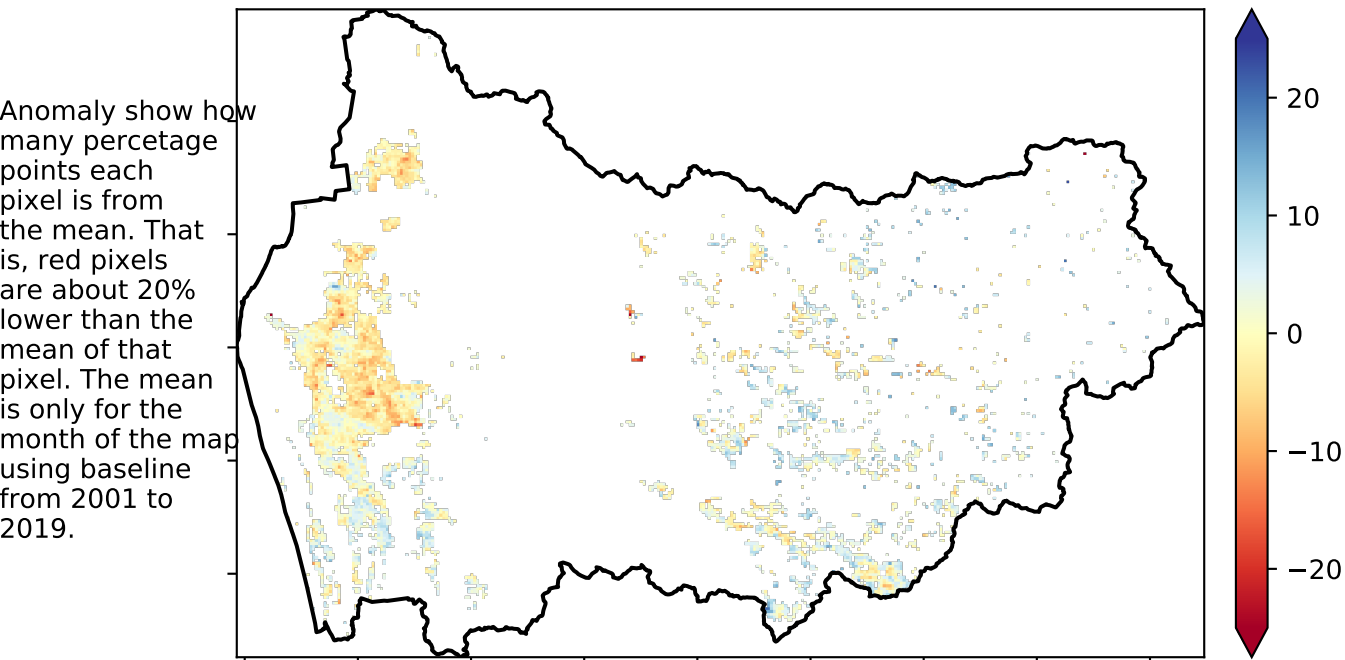 Anomaly show how
many percetage
points each
pixel is from
the mean. That
is, red pixels
are about 20%
lower than the
mean of that
pixel. The mean
is only for the
month of the map
using baseline
from 2001 to
2019.
20
10
0
−10
−20